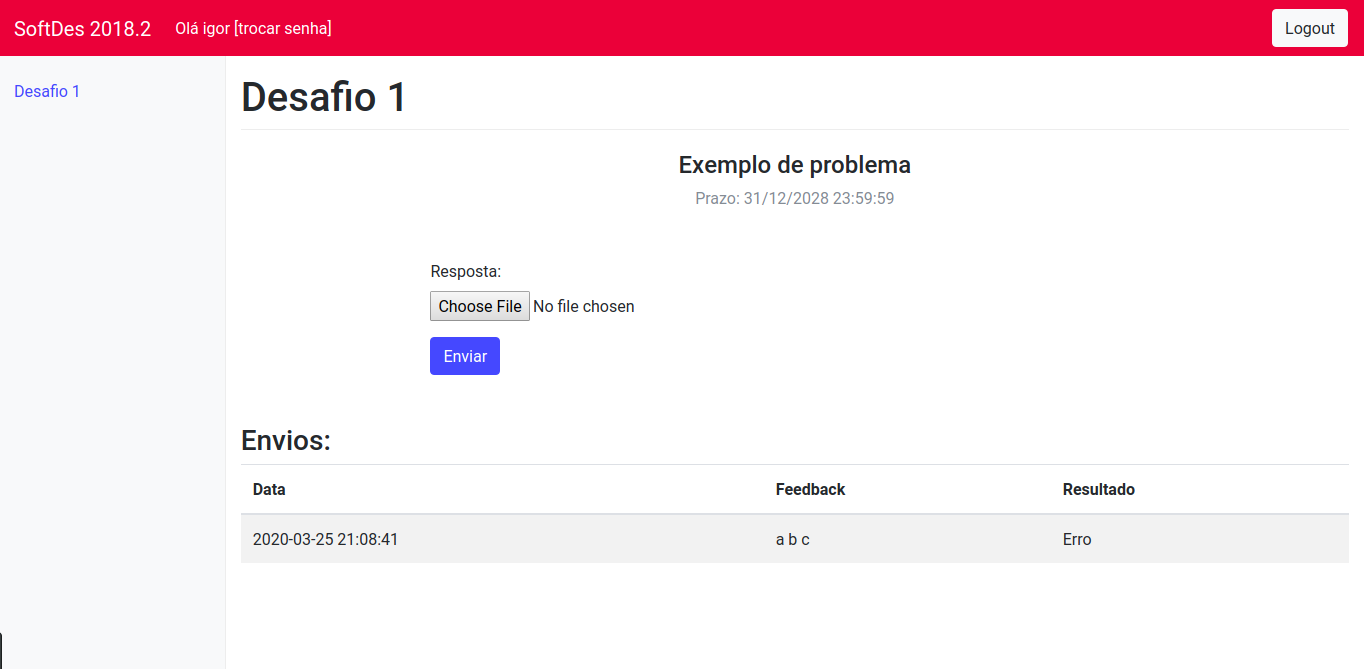 SoftDes 2018.2 Olá igor [trocar senha] Logout
Desafio 1
Desafio 1
Exemplo de problema
Prazo: 31/12/2028 23:59:59
Resposta:
Choose File No file chosen
Enviar
Envios:
Data Feedback Resultado
2020-03-25 21:08:41 a b c Erro